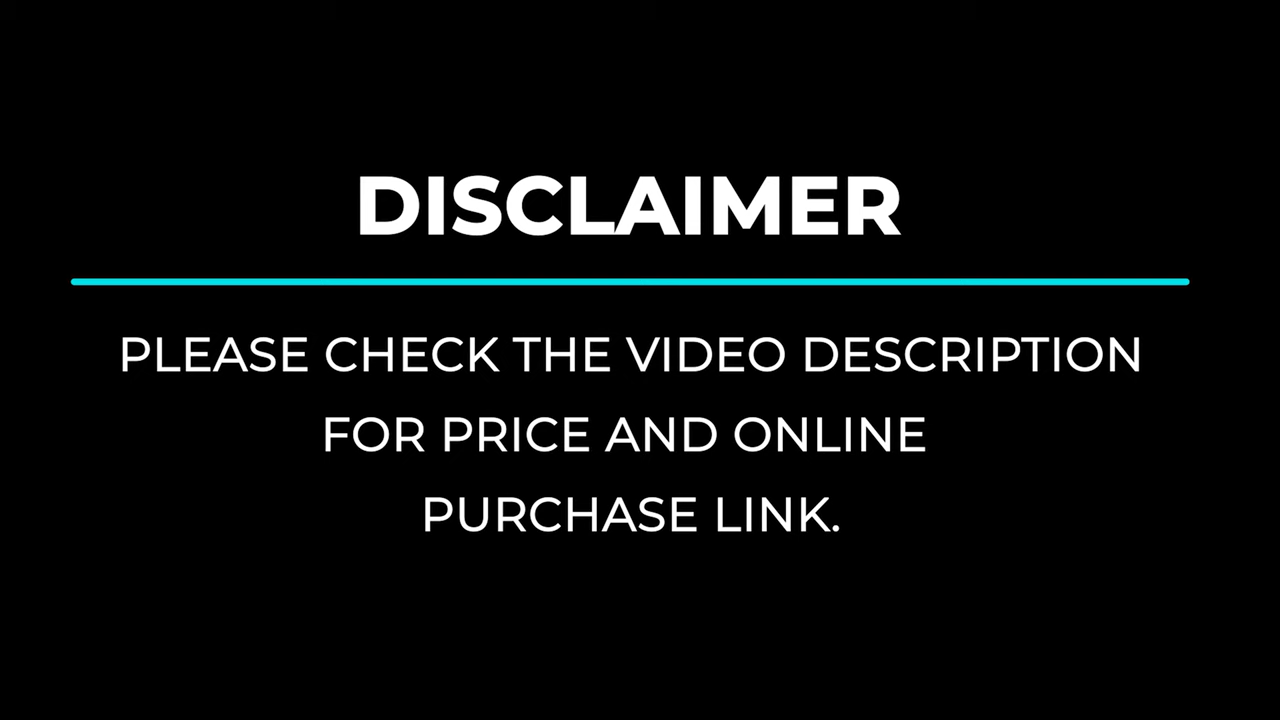 DISCLAIMER
PLEASE CHECK THE VIDEO DESCRIPTION
FOR PRICE AND ONLINE
PURCHASE LINK.